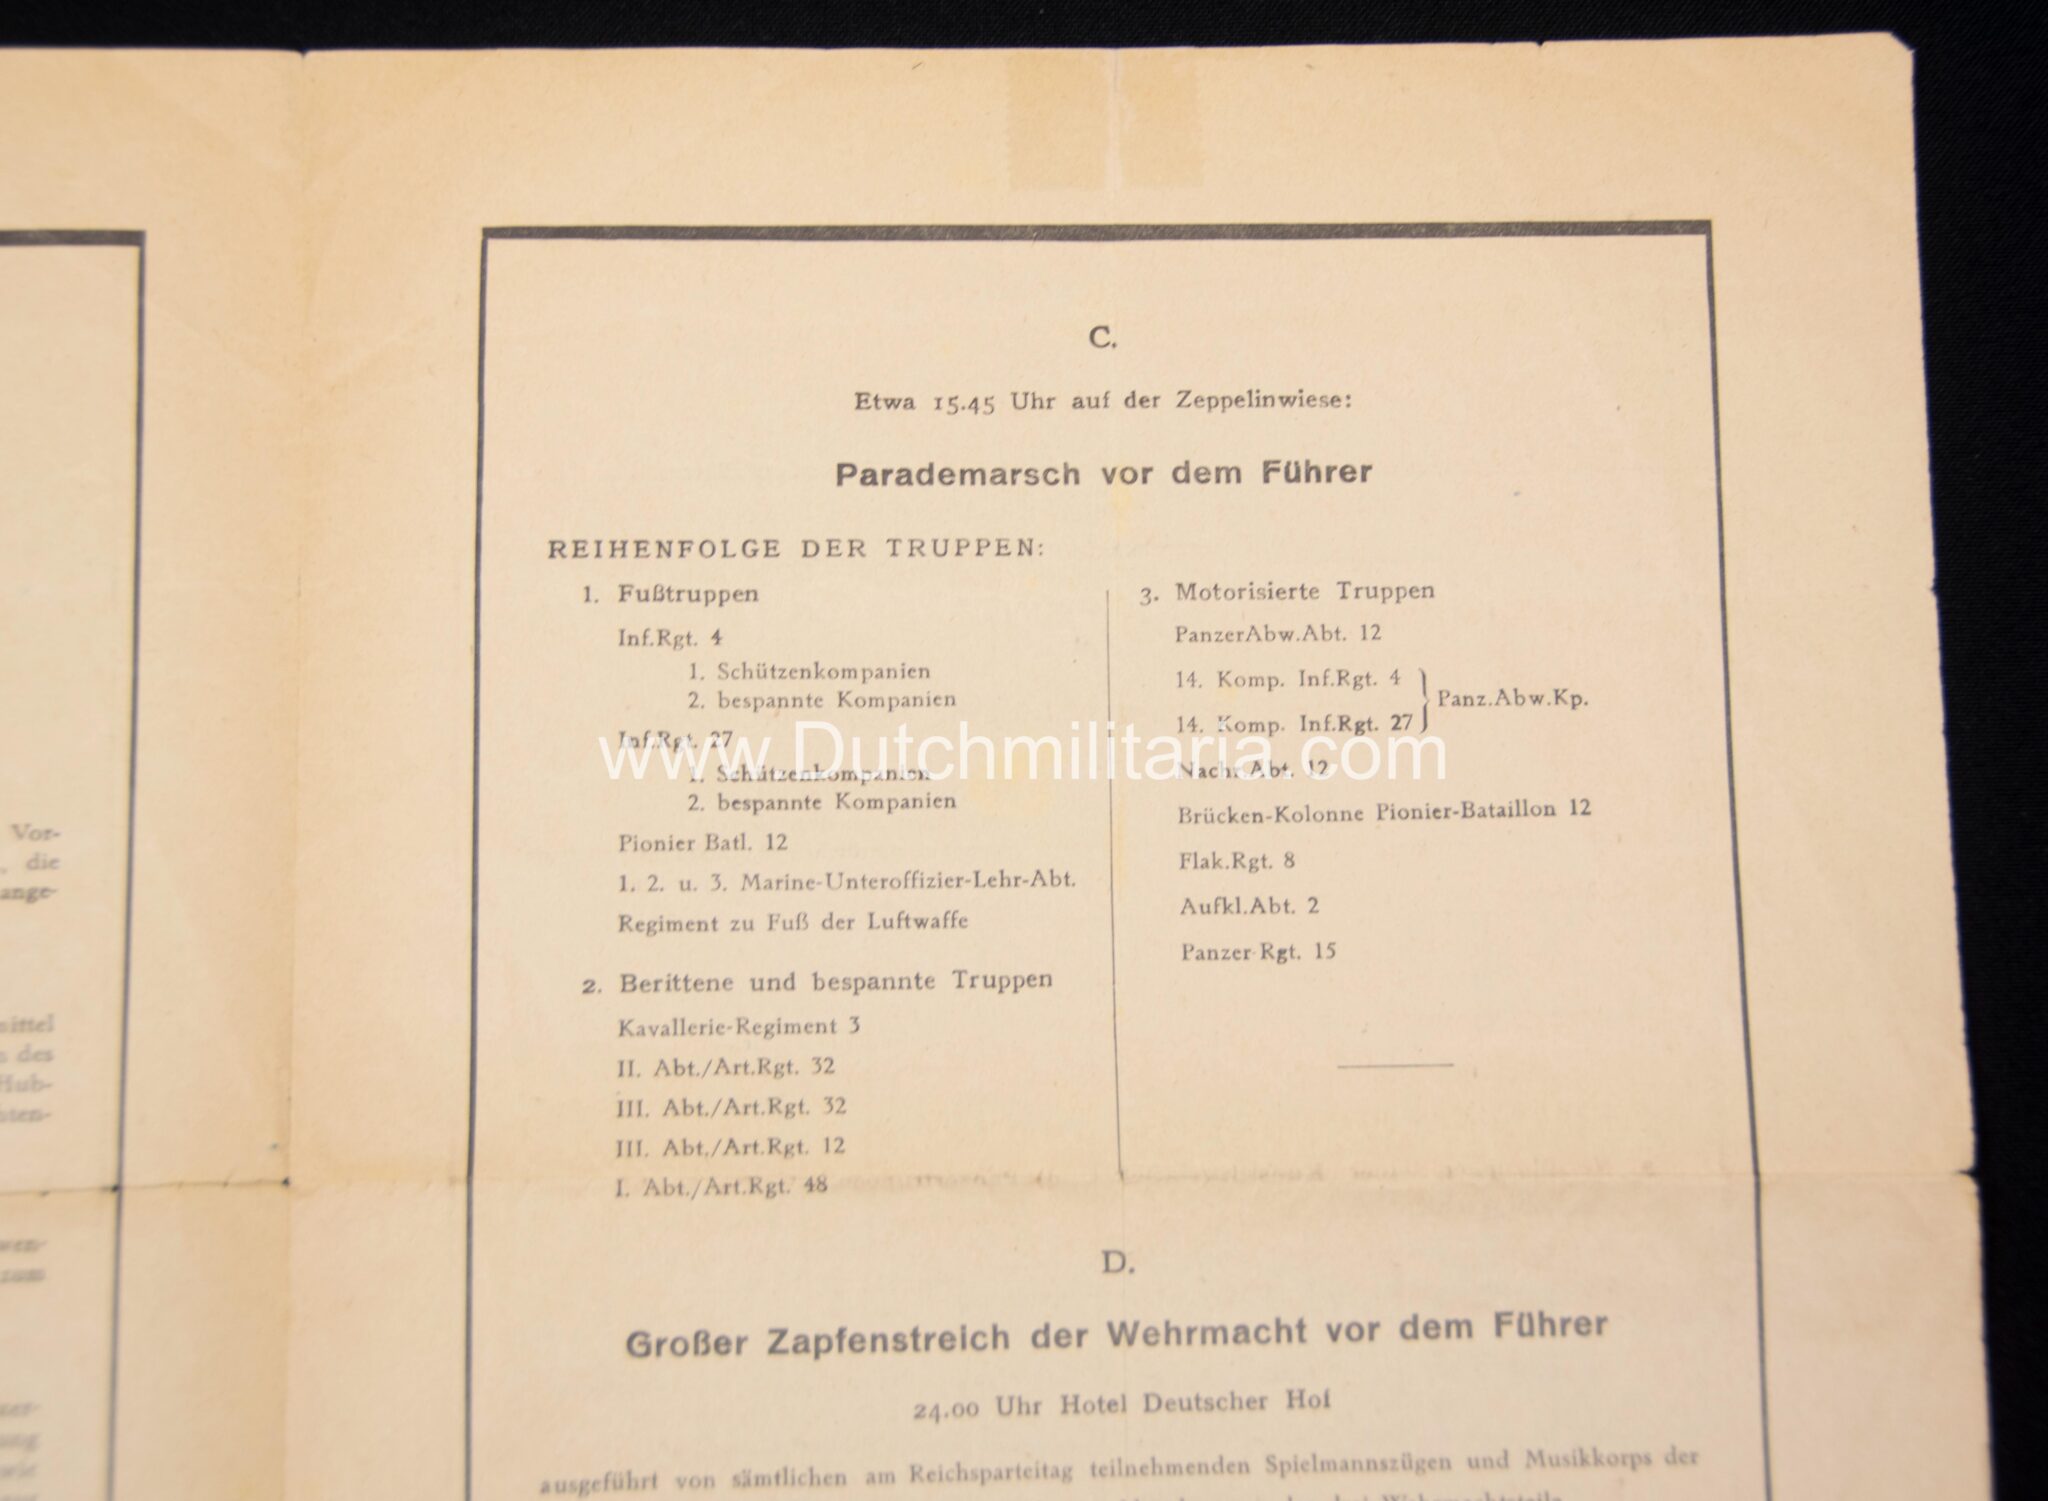 Vor-
die
ange-
mittel
des
Hub-
zum
C.
Etwa 15.45 Uhr auf der Zeppelinwiese:
Parademarsch vor dem Führer
REIHENFOLGE DER TRUPPEN:
1. Fußtruppen
Inf.Rgt. 4
1. Schützenkompanien
2. bespannte Kompanien
Inf.Rgt. 27
1. Schützenkompanien
2. bespannte Kompanien
Pionier Batl. 12
1. 2. u. 3. Marine-Unteroffizier-Lehr-Abt.
Regiment zu Fuß der Luftwaffe
2. Berittene und bespannte Truppen
Kavallerie-Regiment 3
II. Abt./Art.Rgt. 32
III. Abt./Art.Rgt. 32
III. Abt./Art.Rgt. 12
I. Abt./Art.Rgt. 48
3. Motorisierte Truppen
PanzerAbw.Abt. 12
14. Komp. Inf.Rgt. 4
14. Komp. Inf.Rgt. 27
Panz.Abw.Kp.
Nachr.Abt. 12
Brücken-Kolonne Pionier-Bataillon 12
Flak.Rgt. 8
Aufkl.Abt. 2
Panzer-Rgt. 15
www.Dutchmilitaria.com
D.
Großer Zapfenstreich der Wehrmacht vor dem Führer
24.00 Uhr Hotel Deutscher Hof
ausgeführt von sämtlichen am Reichsparteitag teilnehmenden Spielmannszügen und Musikkorps der